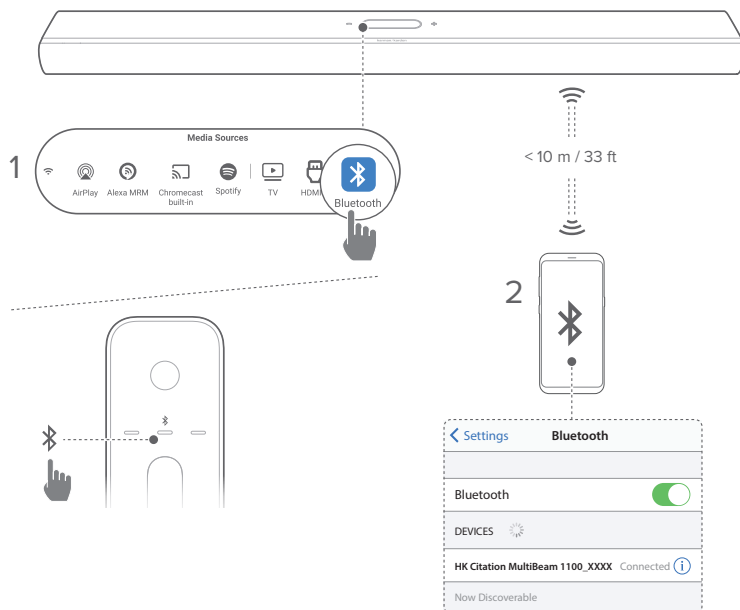 − +
Media Sources
1
AirPlay Alexa MRM Chromecast built-in Spotify TV HDMI Bluetooth
< 10 m / 33 ft
2
Settings Bluetooth
Bluetooth
DEVICES
HK Citation MultiBeam 1100_XXXX Connected i
Now Discoverable